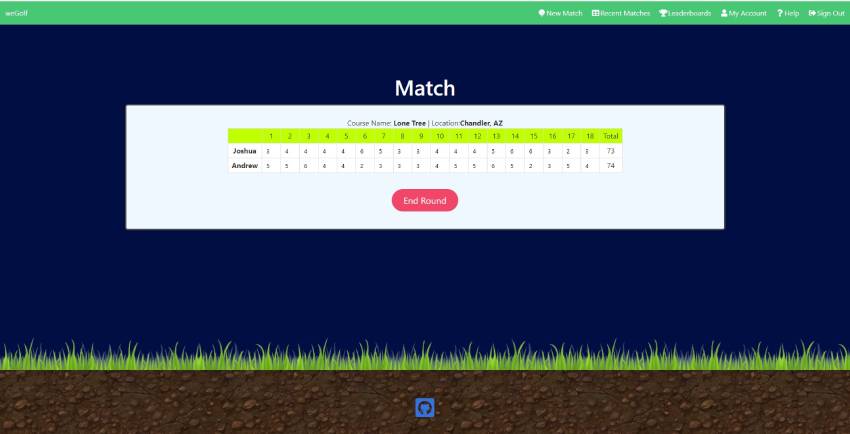 weGolf New Match Recent Matches Leaderboards My Account Help Sign Out
Match
Course Name: Lone Tree | Location:Chandler, AZ
1 2 3 4 5 6 7 8 9 10 11 12 13 14 15 16 17 18 Total
Joshua 3 4 4 4 4 6 5 3 3 4 4 4 5 6 6 3 2 3 73
Andrew 5 5 6 4 4 2 3 3 3 4 5 5 6 5 2 3 5 4 74
End Round